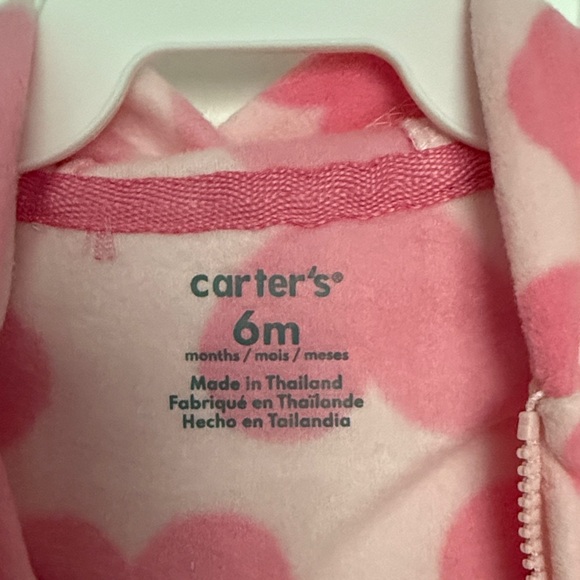 carter's®
6m
months / mois / meses
Made in Thailand
Fabriqué en Thaïlande
Hecho en Tailandia